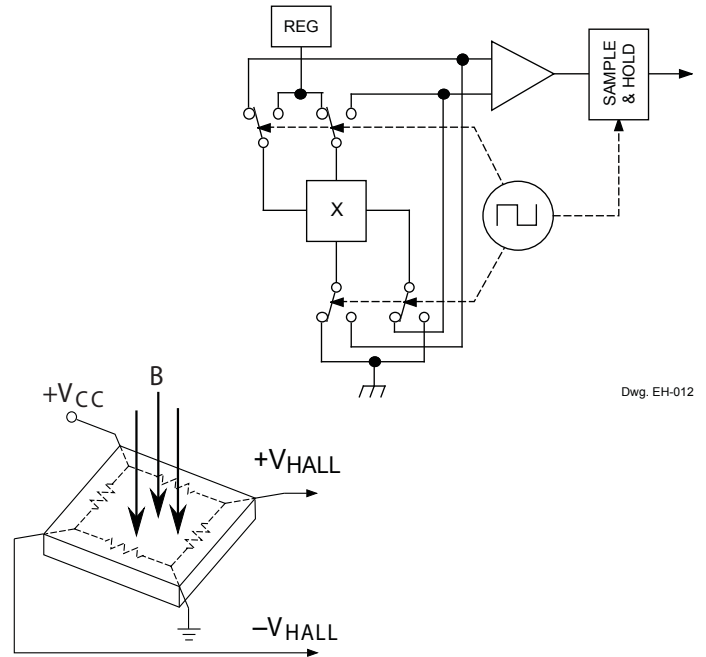 REG
SAMPLE
& HOLD
X
Dwg. EH-012
+VCC
B
+VHALL
–VHALL